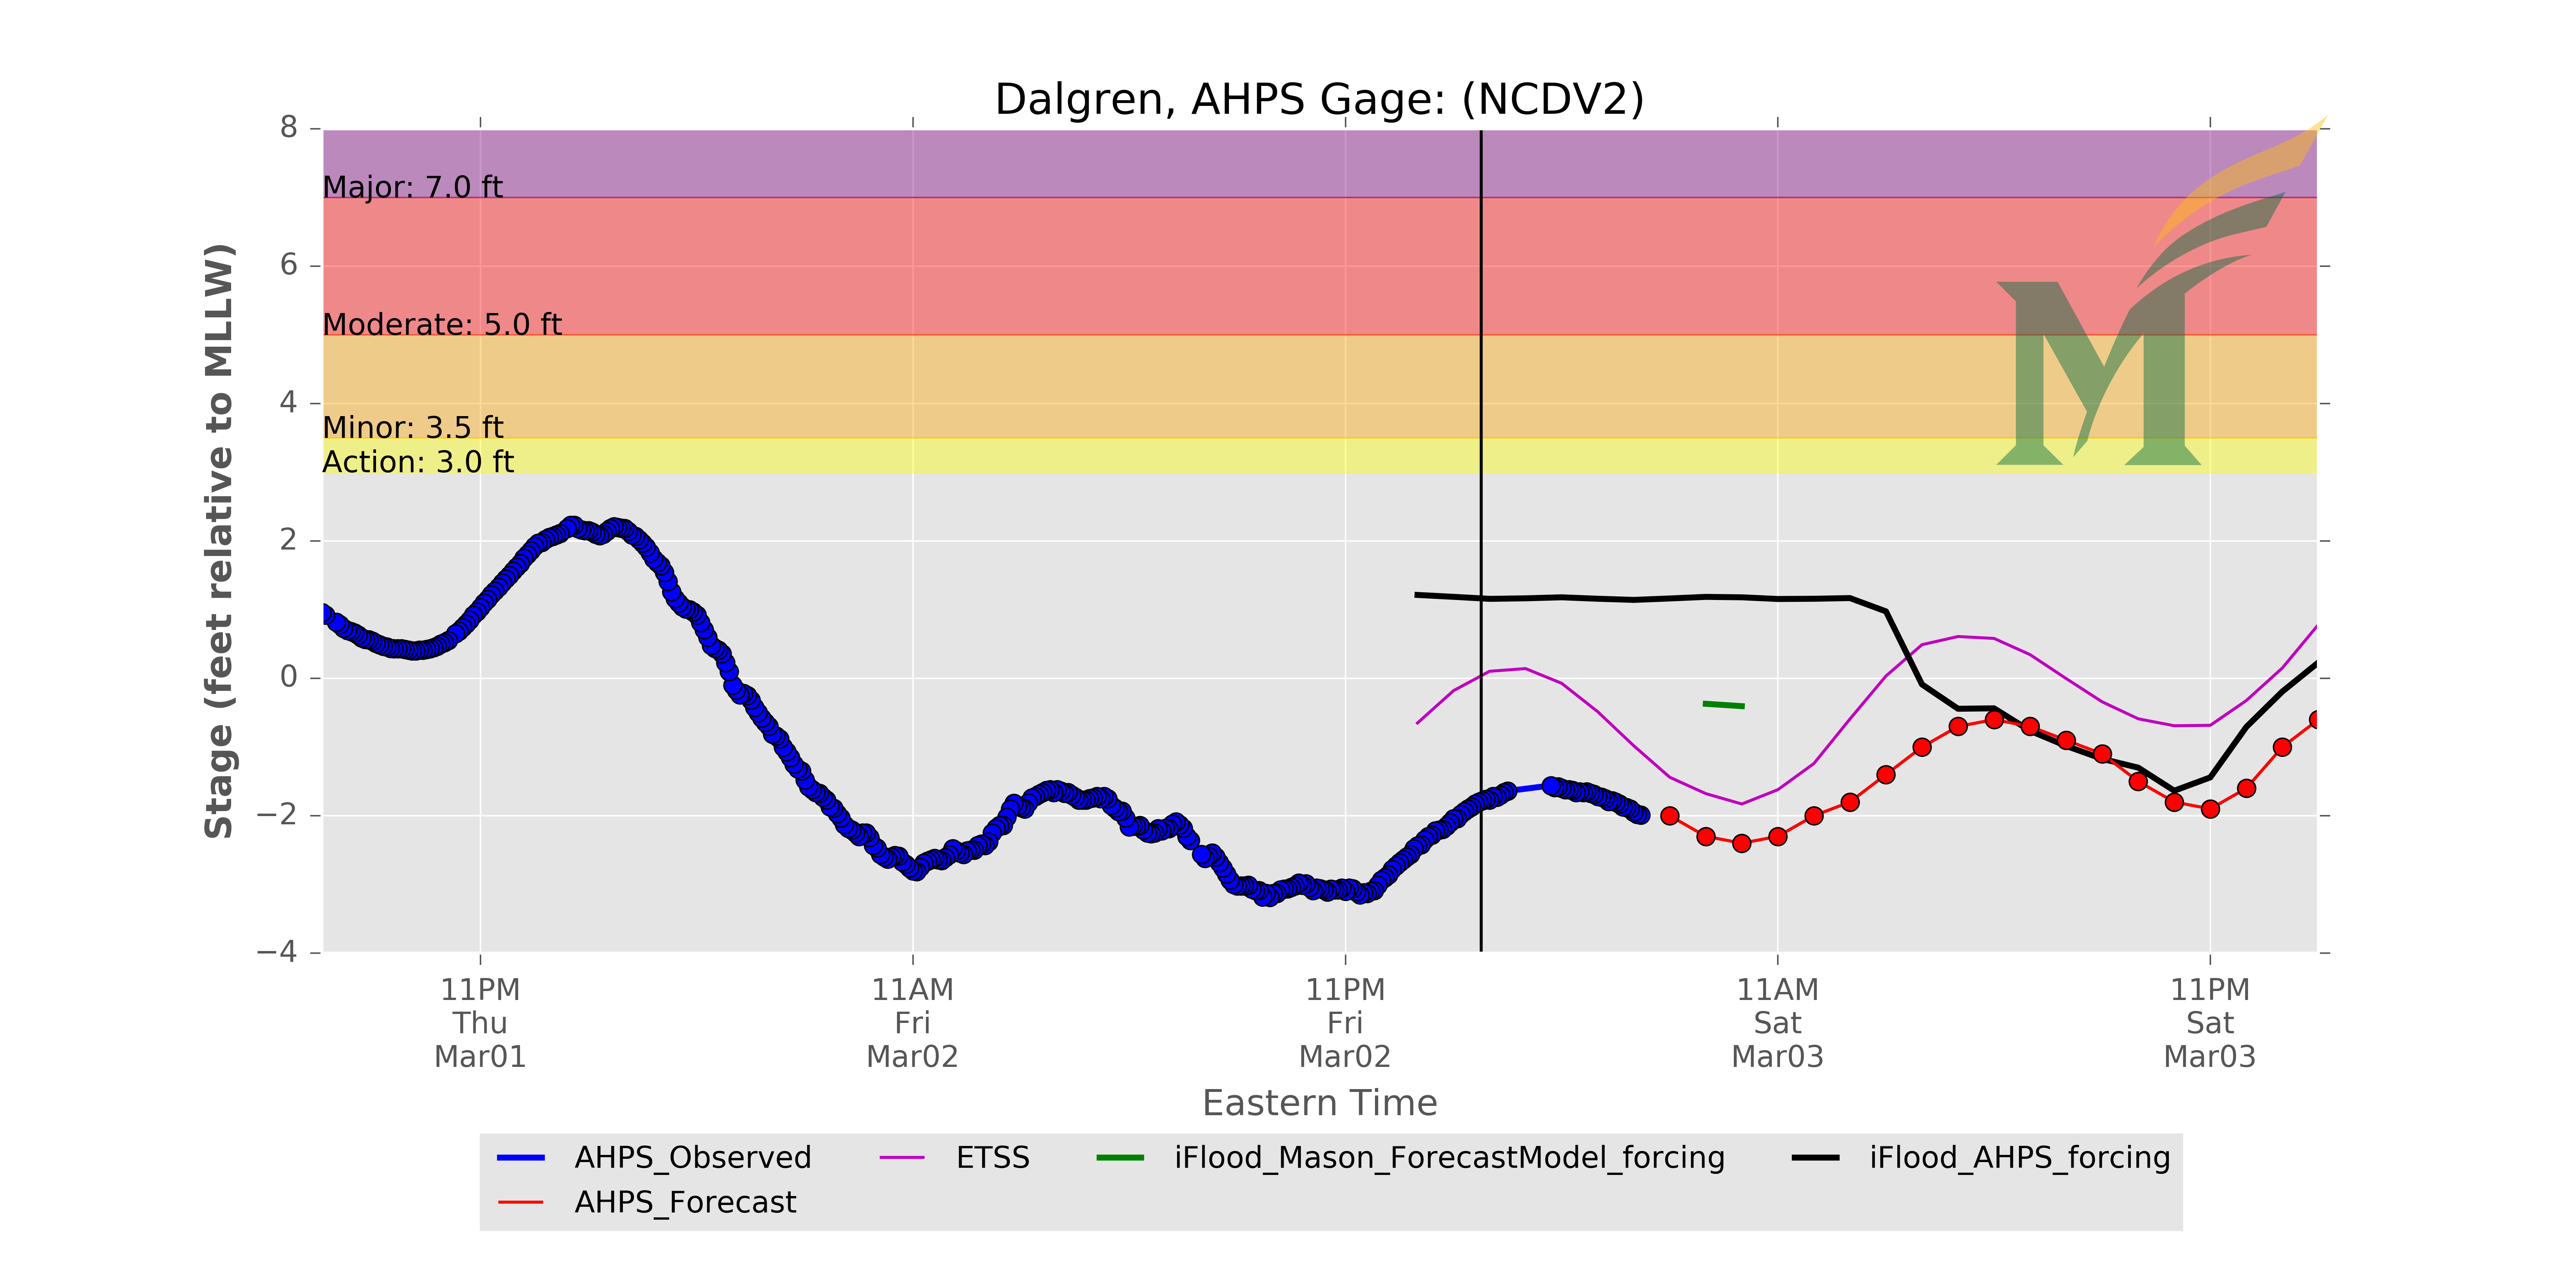 Dalgren, AHPS Gage: (NCDV2)
8
6
4
2
0
−2
−4
Stage (feet relative to MLLW)
Major: 7.0 ft
Moderate: 5.0 ft
Minor: 3.5 ft
Action: 3.0 ft
M
11PM
Thu
Mar01
11AM
Fri
Mar02
11PM
Fri
Mar02
11AM
Sat
Mar03
11PM
Sat
Mar03
Eastern Time
AHPS_Observed
AHPS_Forecast
ETSS
iFlood_Mason_ForecastModel_forcing
iFlood_AHPS_forcing